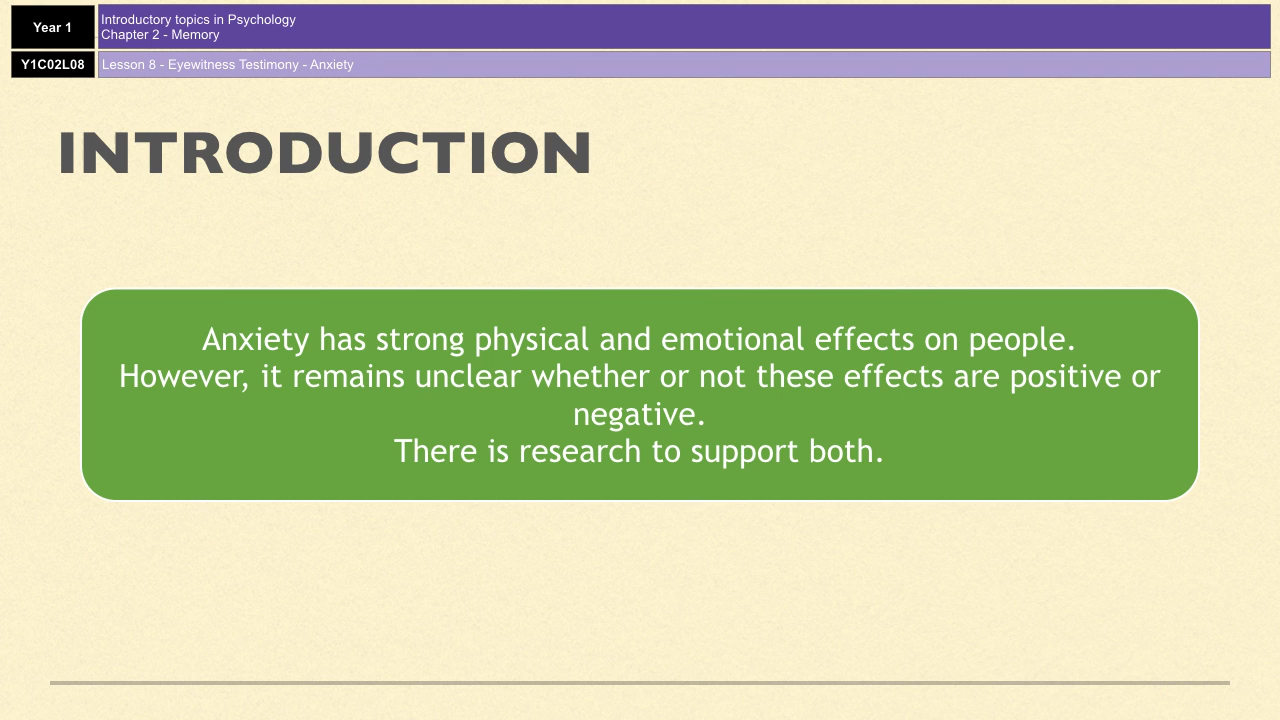 Year 1
Introductory topics in Psychology
Chapter 2 - Memory
Y1C02L08
Lesson 8 - Eyewitness Testimony - Anxiety
INTRODUCTION
Anxiety has strong physical and emotional effects on people.
However, it remains unclear whether or not these effects are positive or
negative.
There is research to support both.